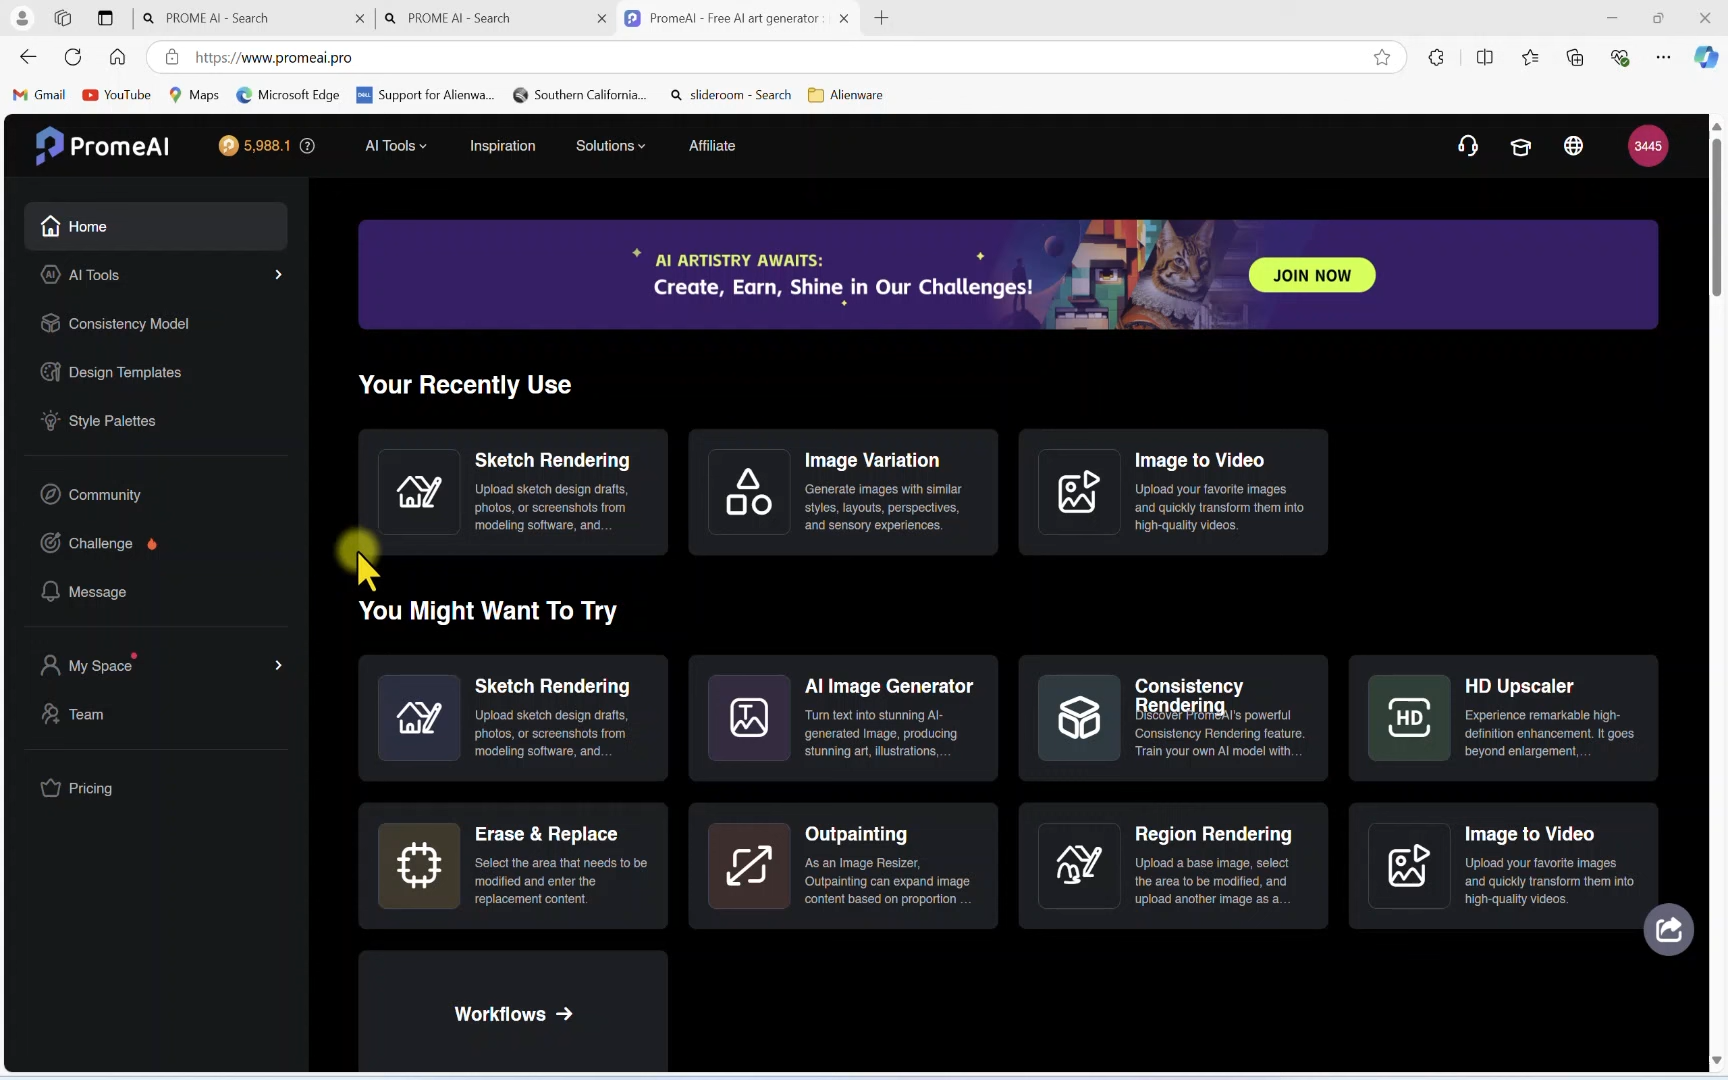 PROME AI - Search
PROME AI - Search
PromeAI - Free AI art generator :
https://www.promeai.pro
Gmail
YouTube
Maps
Microsoft Edge
DELL
Support for Alienwa...
Southern California...
slideroom - Search
Alienware
PromeAI
5,988.1
AI Tools
Inspiration
Solutions
Affiliate
3445
Home
AI Tools
Consistency Model
Design Templates
Style Palettes
Community
Challenge
Message
My Space
Team
Pricing
AI ARTISTRY AWAITS:
Create, Earn, Shine in Our Challenges!
JOIN NOW
Your Recently Use
Sketch Rendering
Upload sketch design drafts,
photos, or screenshots from
modeling software, and...
Image Variation
Generate images with similar
styles, layouts, perspectives,
and sensory experiences.
Image to Video
Upload your favorite images
and quickly transform them into
high-quality videos.
You Might Want To Try
Sketch Rendering
Upload sketch design drafts,
photos, or screenshots from
modeling software, and...
AI Image Generator
Turn text into stunning AI-
generated Image, producing
stunning art, illustrations,...
Consistency
Rendering
Discover PromeAI's powerful
Consistency Rendering feature.
Train your own AI model with...
HD
HD Upscaler
Experience remarkable high-
definition enhancement. It goes
beyond enlargement,...
Erase & Replace
Select the area that needs to be
modified and enter the
replacement content.
Outpainting
As an Image Resizer,
Outpainting can expand image
content based on proportion ...
Region Rendering
Upload a base image, select
the area to be modified, and
upload another image as a...
Image to Video
Upload your favorite images
and quickly transform them into
high-quality videos.
Workflows →